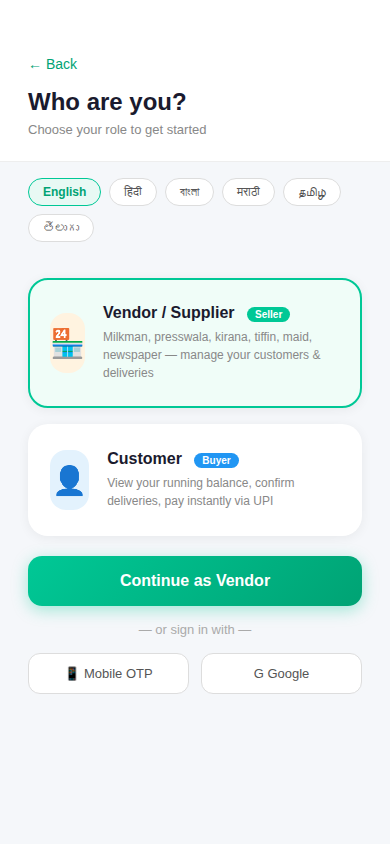 ← Back
Who are you?
Choose your role to get started
English हिंदी বাংলা मराठी தமிழ்
తెలుగు
Vendor / Supplier Seller
24
Milkman, presswala, kirana, tiffin, maid,
newspaper — manage your customers &
deliveries
Customer Buyer
View your running balance, confirm
deliveries, pay instantly via UPI
Continue as Vendor
— or sign in with —
📱 Mobile OTP G Google